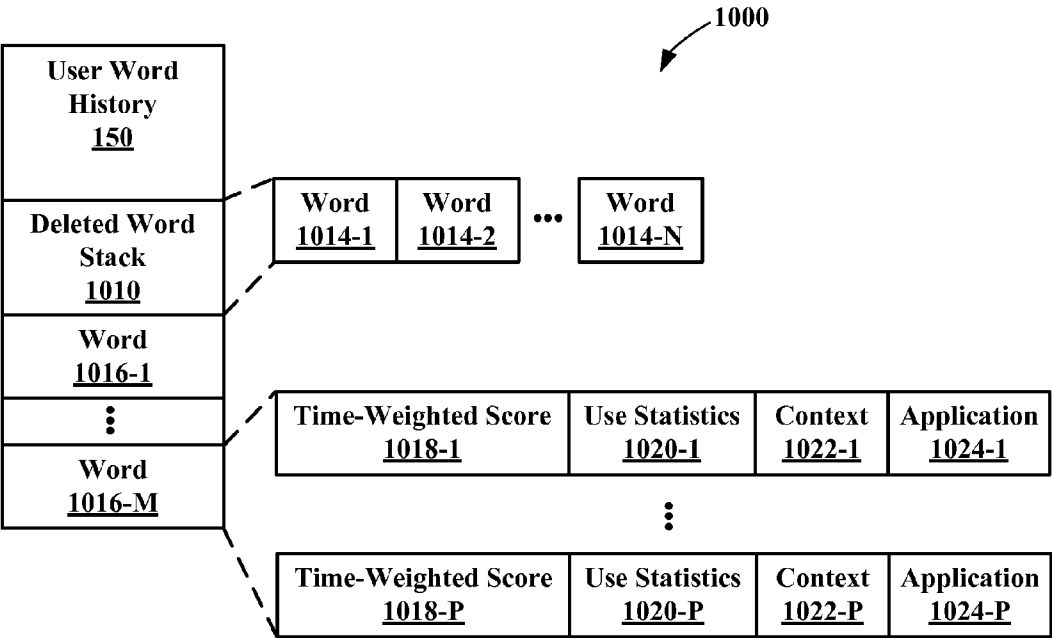 1000
User Word
History
150
Deleted Word
Stack
1010
Word
1014-1
Word
1014-2
Word
1014-N
Word
1016-1
Word
1016-M
Time-Weighted Score
1018-1
Use Statistics
1020-1
Context
1022-1
Application
1024-1
Time-Weighted Score
1018-P
Use Statistics
1020-P
Context
1022-P
Application
1024-P